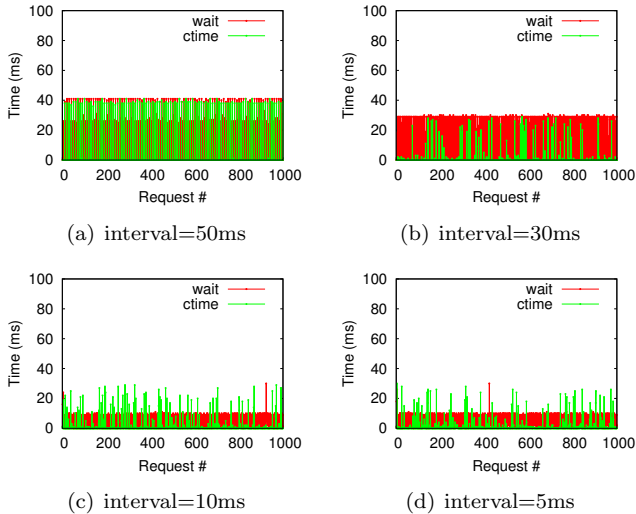 100
80
60
40
20
0
Time (ms)
wait
ctime
0 200 400 600 800 1000
Request #
(a) interval=50ms
100
80
60
40
20
0
Time (ms)
wait
ctime
0 200 400 600 800 1000
Request #
(b) interval=30ms
100
80
60
40
20
0
Time (ms)
wait
ctime
0 200 400 600 800 1000
Request #
(c) interval=10ms
100
80
60
40
20
0
Time (ms)
wait
ctime
0 200 400 600 800 1000
Request #
(d) interval=5ms